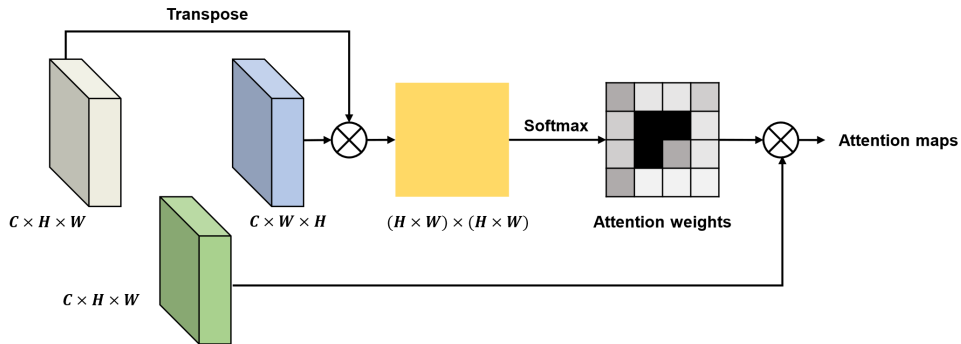 Transpose
Softmax
Attention maps
C × H × W
C × W × H
(H × W) × (H × W)
Attention weights
C × H × W